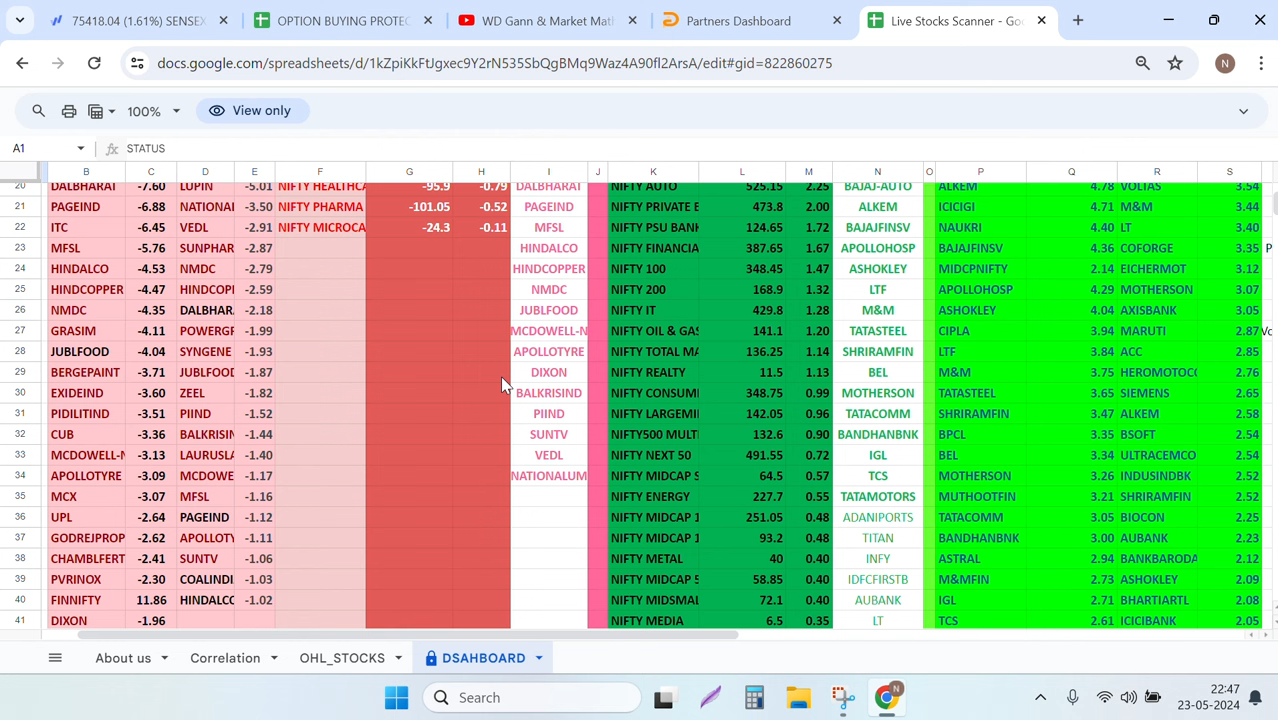 75418.04 (1.61%) SENSEX
OPTION BUYING PROTEC
WD Gann & Market Mat
Partners Dashboard
Live Stocks Scanner - Goo
docs.google.com/spreadsheets/d/1kZpiKkFtJgxec9Y2rN535SbQgBMq9Waz4A90fl2ArsA/edit#gid=822860275
N
100%
View only
A1
fx STATUS
B C D E F G H I J K L M N O P Q R S
20 DALBHARAT -7.60 LUPIN -5.01 NIFTY HEALTHCA -95.9 -0.79 DALBHARAT NIFTY AUTO 525.15 2.25 BAJAJ-AUTO ALKEM 4.78 VOLTAS 3.54
21 PAGEIND -6.88 NATIONAL -3.50 NIFTY PHARMA -101.05 -0.52 PAGEIND NIFTY PRIVATE B 473.8 2.00 ALKEM ICICIGI 4.71 M&M 3.44
22 ITC -6.45 VEDL -2.91 NIFTY MICROCA -24.3 -0.11 MFSL NIFTY PSU BANK 124.65 1.72 BAJAJFINSV NAUKRI 4.40 LT 3.40
23 MFSL -5.76 SUNPHAR -2.87 HINDALCO NIFTY FINANCIA 387.65 1.67 APOLLOHOSP BAJAJFINSV 4.36 COFORGE 3.35 P
24 HINDALCO -4.53 NMDC -2.79 HINDCOPPER NIFTY 100 348.45 1.47 ASHOKLEY MIDCPNIFTY 2.14 EICHERMOT 3.12
25 HINDCOPPER -4.47 HINDCOPI -2.59 NMDC NIFTY 200 168.9 1.32 LTF APOLLOHOSP 4.29 MOTHERSON 3.07
26 NMDC -4.35 DALBHAR -2.18 JUBLFOOD NIFTY IT 429.8 1.28 M&M ASHOKLEY 4.04 AXISBANK 3.05
27 GRASIM -4.11 POWERGR -1.99 MCDOWELL-N NIFTY OIL & GAS 141.1 1.20 TATASTEEL CIPLA 3.94 MARUTI 2.87 Vo
28 JUBLFOOD -4.04 SYNGENE -1.93 APOLLOTYRE NIFTY TOTAL MA 136.25 1.14 SHRIRAMFIN LTF 3.84 ACC 2.85
29 BERGEPAINT -3.71 JUBLFOOD -1.87 DIXON NIFTY REALTY 11.5 1.13 BEL M&M 3.75 HEROMOTOC 2.76
30 EXIDEIND -3.60 ZEEL -1.82 BALKRISIND NIFTY CONSUM 348.75 0.99 MOTHERSON TATASTEEL 3.65 SIEMENS 2.65
31 PIDILITIND -3.51 PIIND -1.52 PIIND NIFTY LARGEMI 142.05 0.96 TATACOMM SHRIRAMFIN 3.47 ALKEM 2.58
32 CUB -3.36 BALKRISIN -1.44 SUNTV NIFTY500 MULT 132.6 0.90 BANDHANBNK BPCL 3.35 BSOFT 2.54
33 MCDOWELL-N -3.13 LAURUSLA -1.40 VEDL NIFTY NEXT 50 491.55 0.72 IGL BEL 3.34 ULTRACEMCO 2.54
34 APOLLOTYRE -3.09 MCDOWE -1.17 NATIONALUM NIFTY MIDCAP S 64.5 0.57 TCS MOTHERSON 3.26 INDUSINDBK 2.52
35 MCX -3.07 MFSL -1.16 NIFTY ENERGY 227.7 0.55 TATAMOTORS MUTHOOTFIN 3.21 SHRIRAMFIN 2.52
36 UPL -2.64 PAGEIND -1.12 NIFTY MIDCAP 1 251.05 0.48 ADANIPORTS TATACOMM 3.05 BIOCON 2.25
37 GODREJPROP -2.62 APOLLOTY -1.11 NIFTY MIDCAP 1 93.2 0.48 TITAN BANDHANBNK 3.00 AUBANK 2.23
38 CHAMBLFERT -2.41 SUNTV -1.06 NIFTY METAL 40 0.40 INFY ASTRAL 2.94 BANKBARODA 2.12
39 PVRINOX -2.30 COALINDI -1.03 NIFTY MIDCAP 5 58.85 0.40 IDFCFIRSTB M&MFIN 2.73 ASHOKLEY 2.09
40 FINNIFTY 11.86 HINDALCO -1.02 NIFTY MIDSMAL 72.1 0.40 AUBANK IGL 2.71 BHARTIARTL 2.08
41 DIXON -1.96 NIFTY MEDIA 6.5 0.35 LT TCS 2.61 ICICIBANK 2.05
About us Correlation OHL_STOCKS DSAHBOARD
Search
N
22:47
23-05-2024